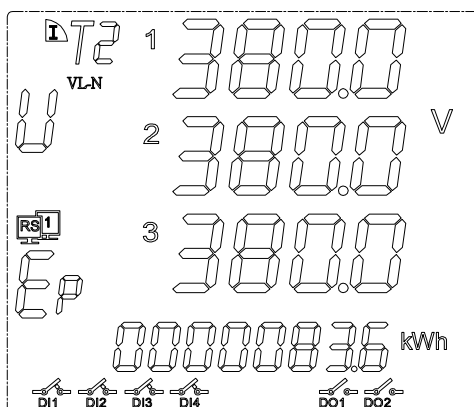 I T2 1 380.0
VL-N
U 2 380.0 V
RS 1 3 380.0
EP 00000083.6 kWh
DI1 DI2 DI3 DI4 DO1 DO2